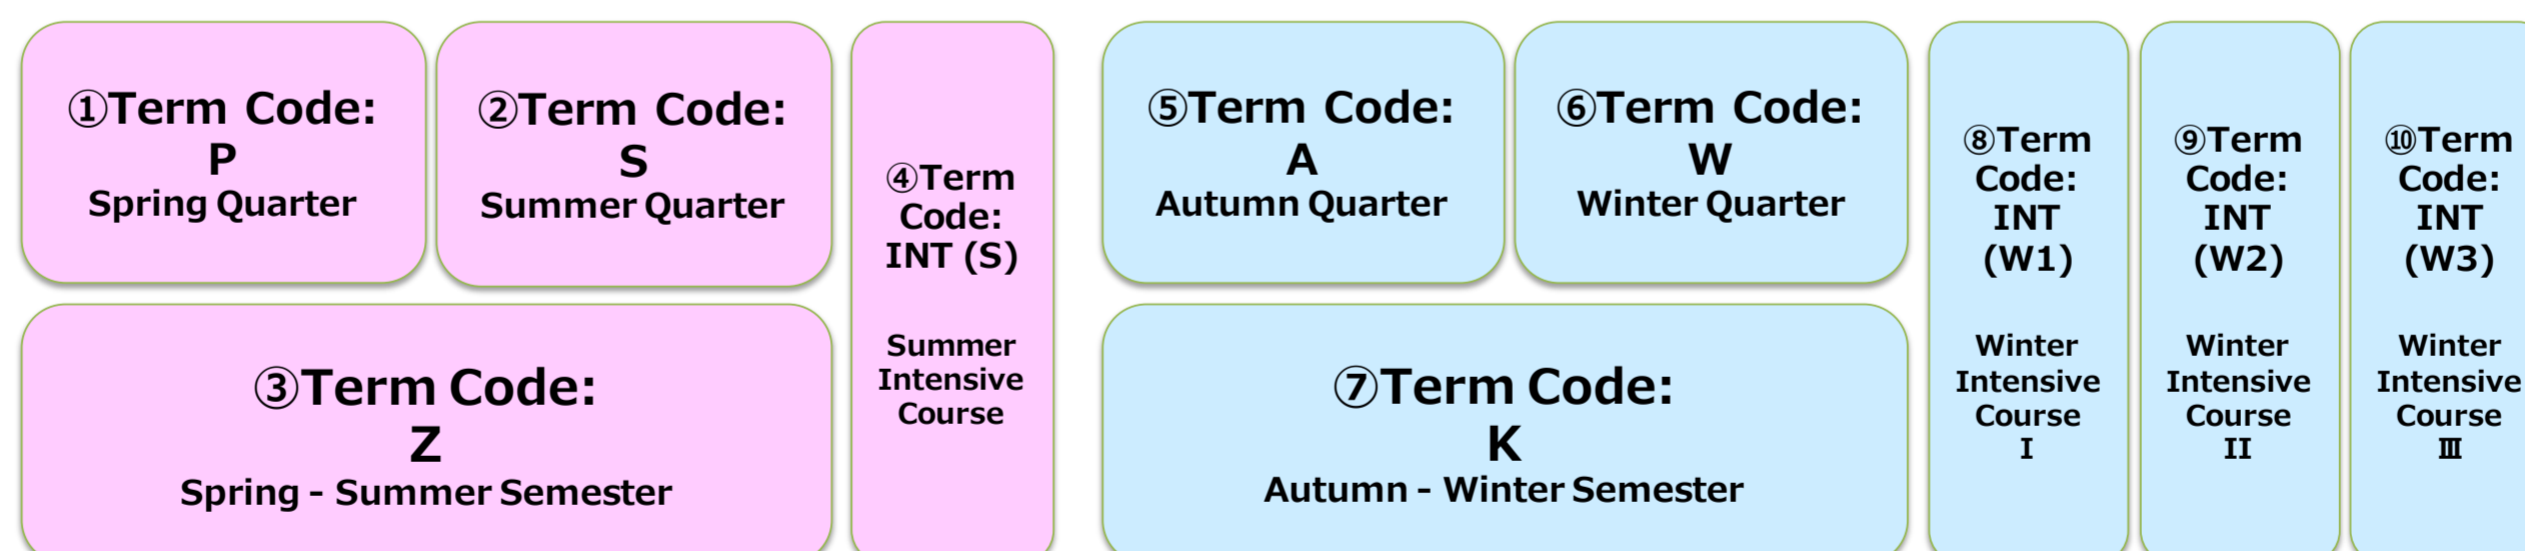 ①Term Code:
P
Spring Quarter
②Term Code:
S
Summer Quarter
③Term Code:
Z
Spring - Summer Semester
④Term
Code:
INT (S)
Summer
Intensive
Course
⑤Term Code:
A
Autumn Quarter
⑥Term Code:
W
Winter Quarter
⑦Term Code:
K
Autumn - Winter Semester
⑧Term
Code:
INT
(W1)
Winter
Intensive
Course
I
⑨Term
Code:
INT
(W2)
Winter
Intensive
Course
II
⑩Term
Code:
INT
(W3)
Winter
Intensive
Course
Ⅲ